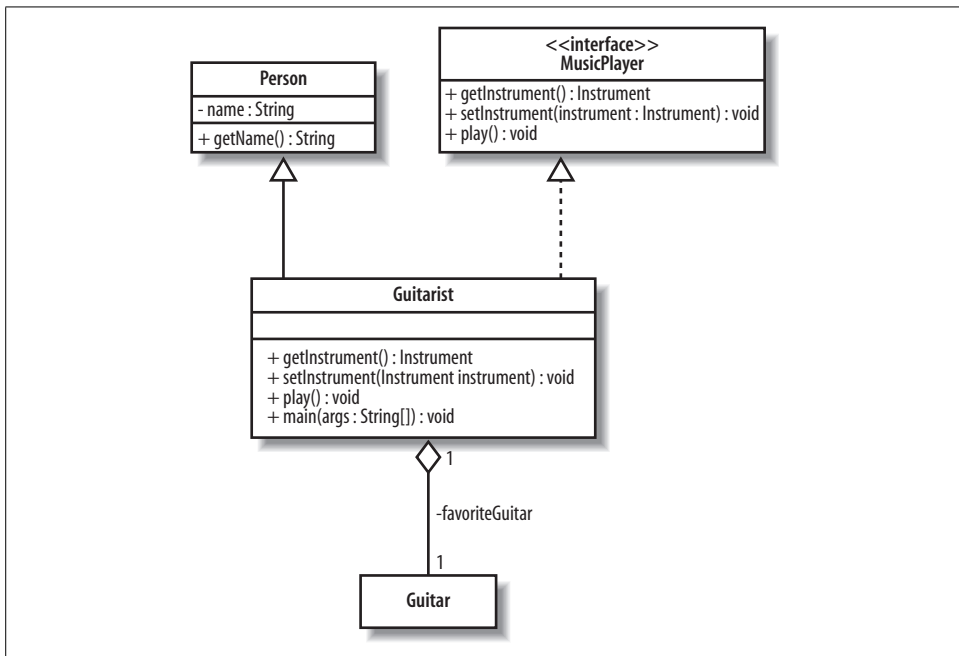 Person
- name : String
+ getName() : String
<<interface>>
MusicPlayer
+ getInstrument() : Instrument
+ setInstrument(instrument : Instrument) : void
+ play() : void
Guitarist
+ getInstrument() : Instrument
+ setInstrument(Instrument instrument) : void
+ play() : void
+ main(args : String[]) : void
1
-favoriteGuitar
1
Guitar